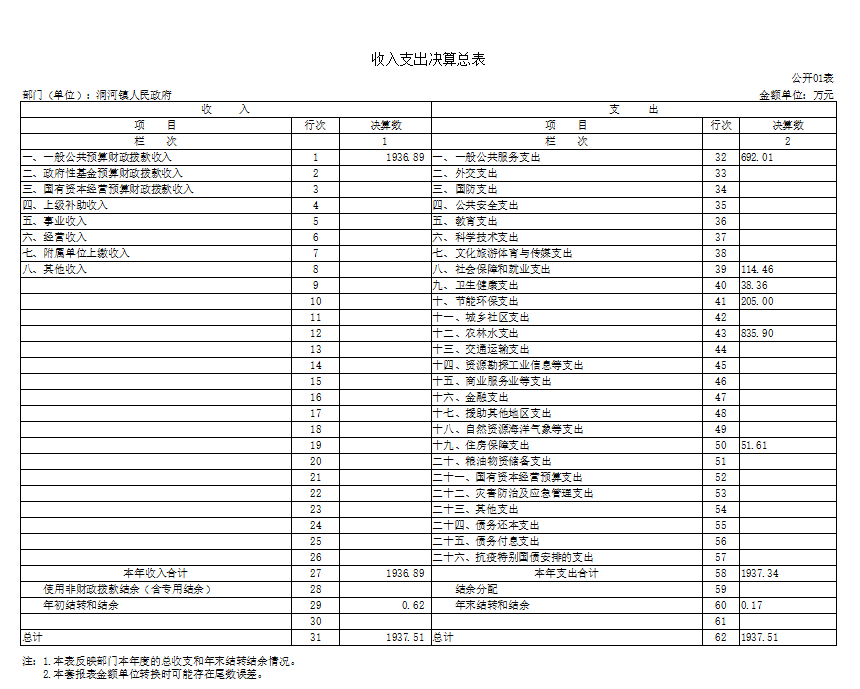 收入支出决算总表
公开01表
部门（单位）：洞河镇人民政府 金额单位：万元
收 入 支 出
项 目 行次 决算数 项 目 行次 决算数
栏 次 1 栏 次 2
一、一般公共预算财政拨款收入 1 1936.89 一、一般公共服务支出 32 692.01
二、政府性基金预算财政拨款收入 2 二、外交支出 33
三、国有资本经营预算财政拨款收入 3 三、国防支出 34
四、上级补助收入 4 四、公共安全支出 35
五、事业收入 5 五、教育支出 36
六、经营收入 6 六、科学技术支出 37
七、附属单位上缴收入 7 七、文化旅游体育与传媒支出 38
八、其他收入 8 八、社会保障和就业支出 39 114.46
9 九、卫生健康支出 40 38.36
10 十、节能环保支出 41 205.00
11 十一、城乡社区支出 42
12 十二、农林水支出 43 835.90
13 十三、交通运输支出 44
14 十四、资源勘探工业信息等支出 45
15 十五、商业服务业等支出 46
16 十六、金融支出 47
17 十七、援助其他地区支出 48
18 十八、自然资源海洋气象等支出 49
19 十九、住房保障支出 50 51.61
20 二十、粮油物资储备支出 51
21 二十一、国有资本经营预算支出 52
22 二十二、灾害防治及应急管理支出 53
23 二十三、其他支出 54
24 二十四、债务还本支出 55
25 二十五、债务付息支出 56
26 二十六、抗疫特别国债安排的支出 57
本年收入合计 27 1936.89 本年支出合计 58 1937.34
使用非财政拨款结余（含专用结余） 28 结余分配 59
年初结转和结余 29 0.62 年末结转和结余 60 0.17
30 61
总计 31 1937.51 总计 62 1937.51
注：1.本表反映部门本年度的总收支和年末结转结余情况。
2.本套报表金额单位转换时可能存在尾数误差。